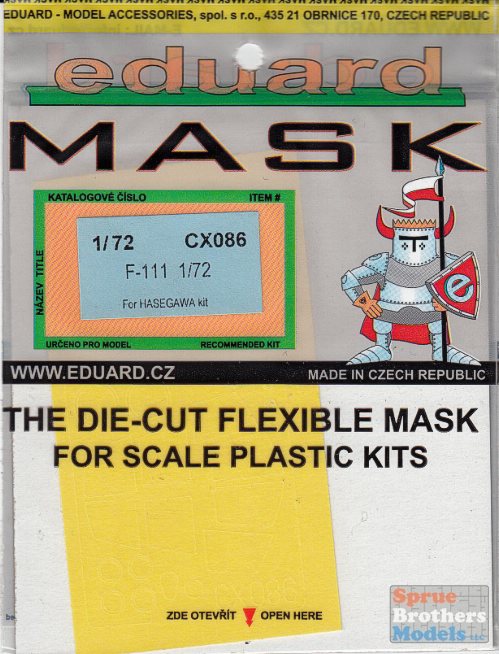 EDUARD - MODEL ACCESSORIES, spol. s r.o., 435 21 OBRNICE 170, CZECH REPUBLIC
eduard
MASK
KATALOGOVÉ ČÍSLO ITEM #
1/72 CX086
F-111 1/72
For HASEGAWA kit
NÁZEV TITLE
URČENO PRO MODEL RECOMMENDED KIT
e
WWW.EDUARD.CZ MADE IN CZECH REPUBLIC
THE DIE-CUT FLEXIBLE MASK
FOR SCALE PLASTIC KITS
ZDE OTEVŘÍT OPEN HERE
Sprue
Brothers
Models LLC